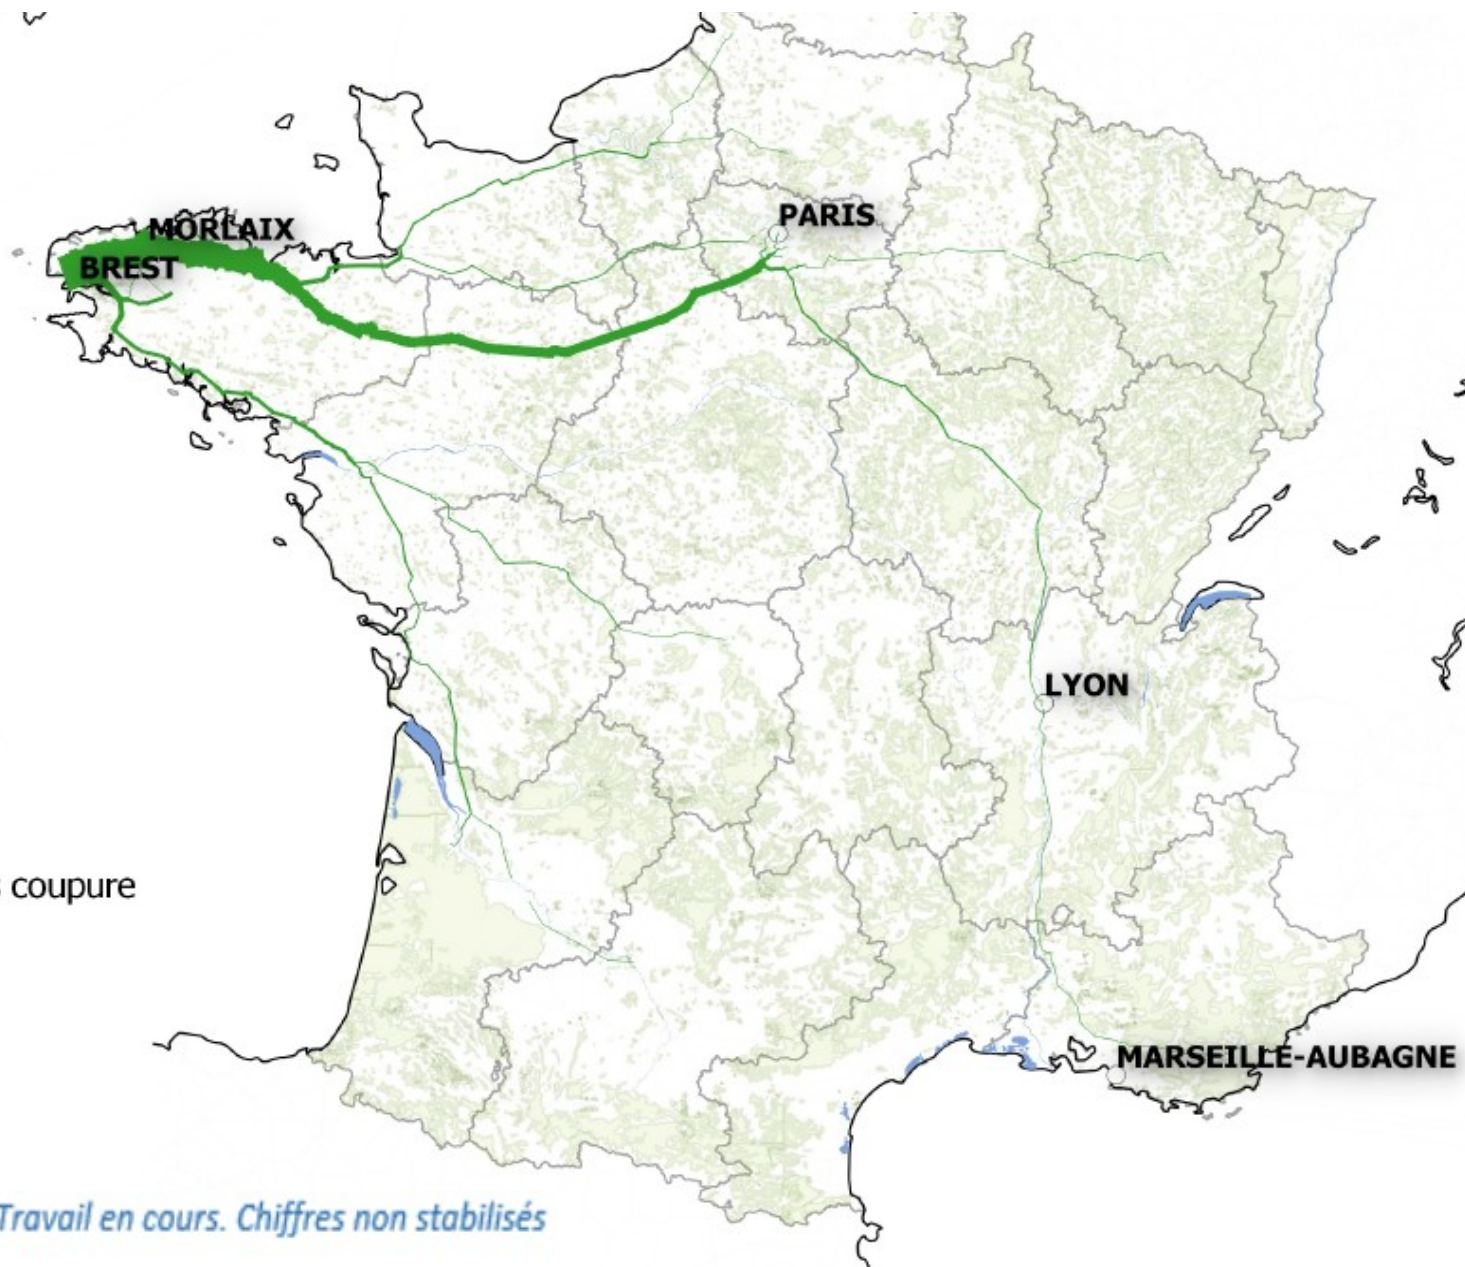 PARIS
MORLAIX
BREST
LYON
coupure
MARSEILLE-AUBAGNE
Travail en cours. Chiffres non stabilisés